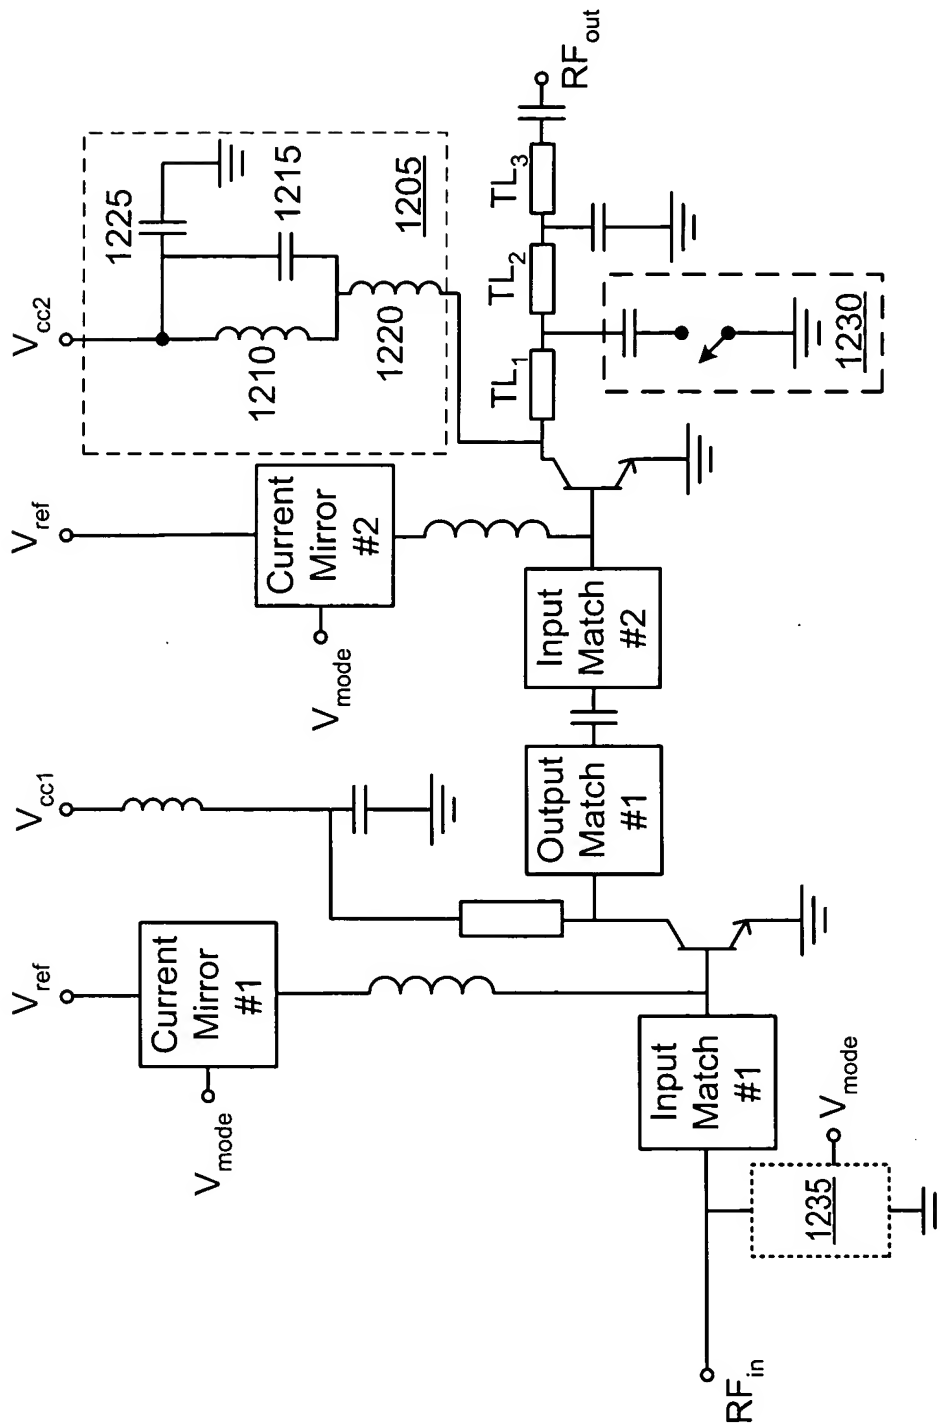 V_ref
V_cc1
V_ref
V_cc2
Current
Mirror
#1
V_mode
Current
Mirror
#2
V_mode
1225
1210
1215
1220
1205
RF_in
Input
Match
#1
1235
V_mode
Output
Match
#1
Input
Match
#2
TL_1
TL_2
TL_3
RF_out
1230